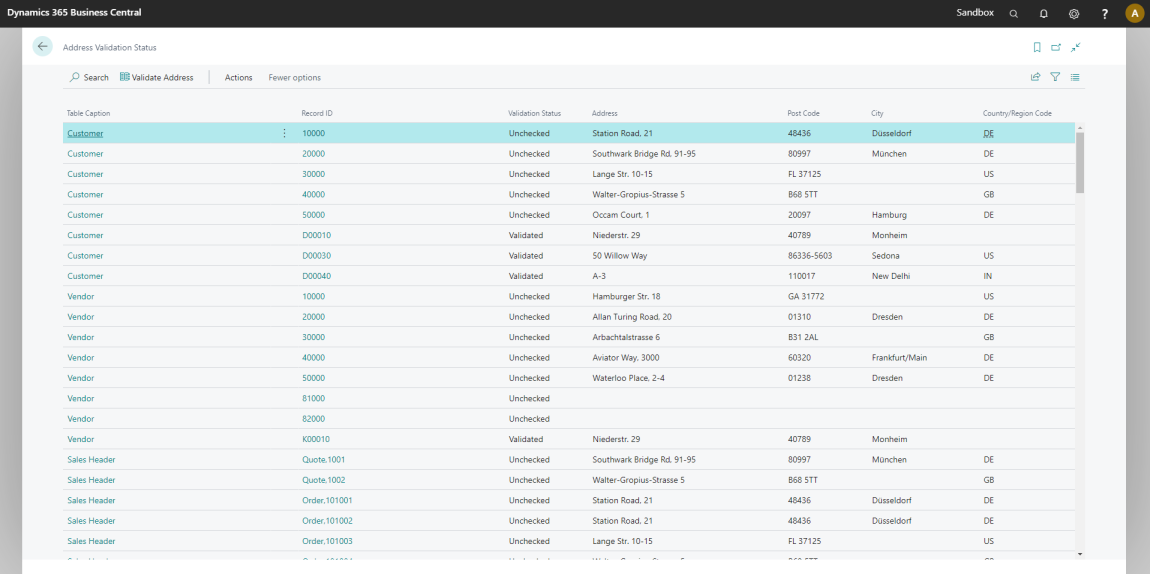 Dynamics 365 Business Central Sandbox ? A
Address Validation Status
Search Validate Address Actions Fewer options
Table Caption Record ID Validation Status Address Post Code City Country/Region Code
Customer 10000 Unchecked Station Road, 21 48436 Düsseldorf DE
Customer 20000 Unchecked Southwark Bridge Rd, 91-95 80997 München DE
Customer 30000 Unchecked Lange Str. 10-15 FL 37125 US
Customer 40000 Unchecked Walter-Gropius-Strasse 5 B68 5TT GB
Customer 50000 Unchecked Occam Court, 1 20097 Hamburg DE
Customer D00010 Validated Niederstr. 29 40789 Monheim
Customer D00030 Validated 50 Willow Way 86336-5603 Sedona US
Customer D00040 Validated A-3 110017 New Delhi IN
Vendor 10000 Unchecked Hamburger Str. 18 GA 31772 US
Vendor 20000 Unchecked Allan Turing Road, 20 01310 Dresden DE
Vendor 30000 Unchecked Arbachtalstrasse 6 B31 2AL GB
Vendor 40000 Unchecked Aviator Way, 3000 60320 Frankfurt/Main DE
Vendor 50000 Unchecked Waterloo Place, 2-4 01238 Dresden DE
Vendor 81000 Unchecked
Vendor 82000 Unchecked
Vendor K00010 Validated Niederstr. 29 40789 Monheim
Sales Header Quote,1001 Unchecked Southwark Bridge Rd, 91-95 80997 München DE
Sales Header Quote,1002 Unchecked Walter-Gropius-Strasse 5 B68 5TT GB
Sales Header Order,101001 Unchecked Station Road, 21 48436 Düsseldorf DE
Sales Header Order,101002 Unchecked Station Road, 21 48436 Düsseldorf DE
Sales Header Order,101003 Unchecked Lange Str. 10-15 FL 37125 US